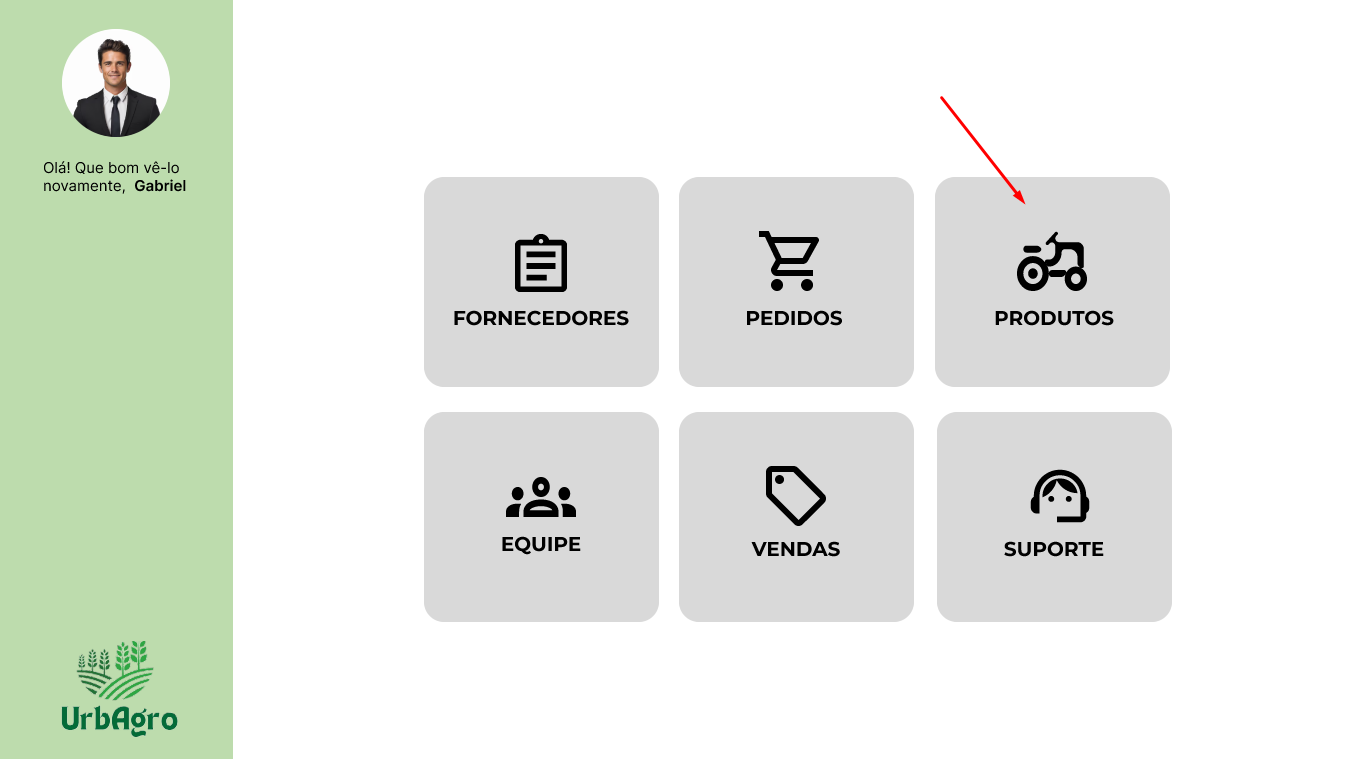 Olá! Que bom vê-lo
novamente, Gabriel
FORNECEDORES
PEDIDOS
PRODUTOS
EQUIPE
VENDAS
SUPORTE
UrbAgro